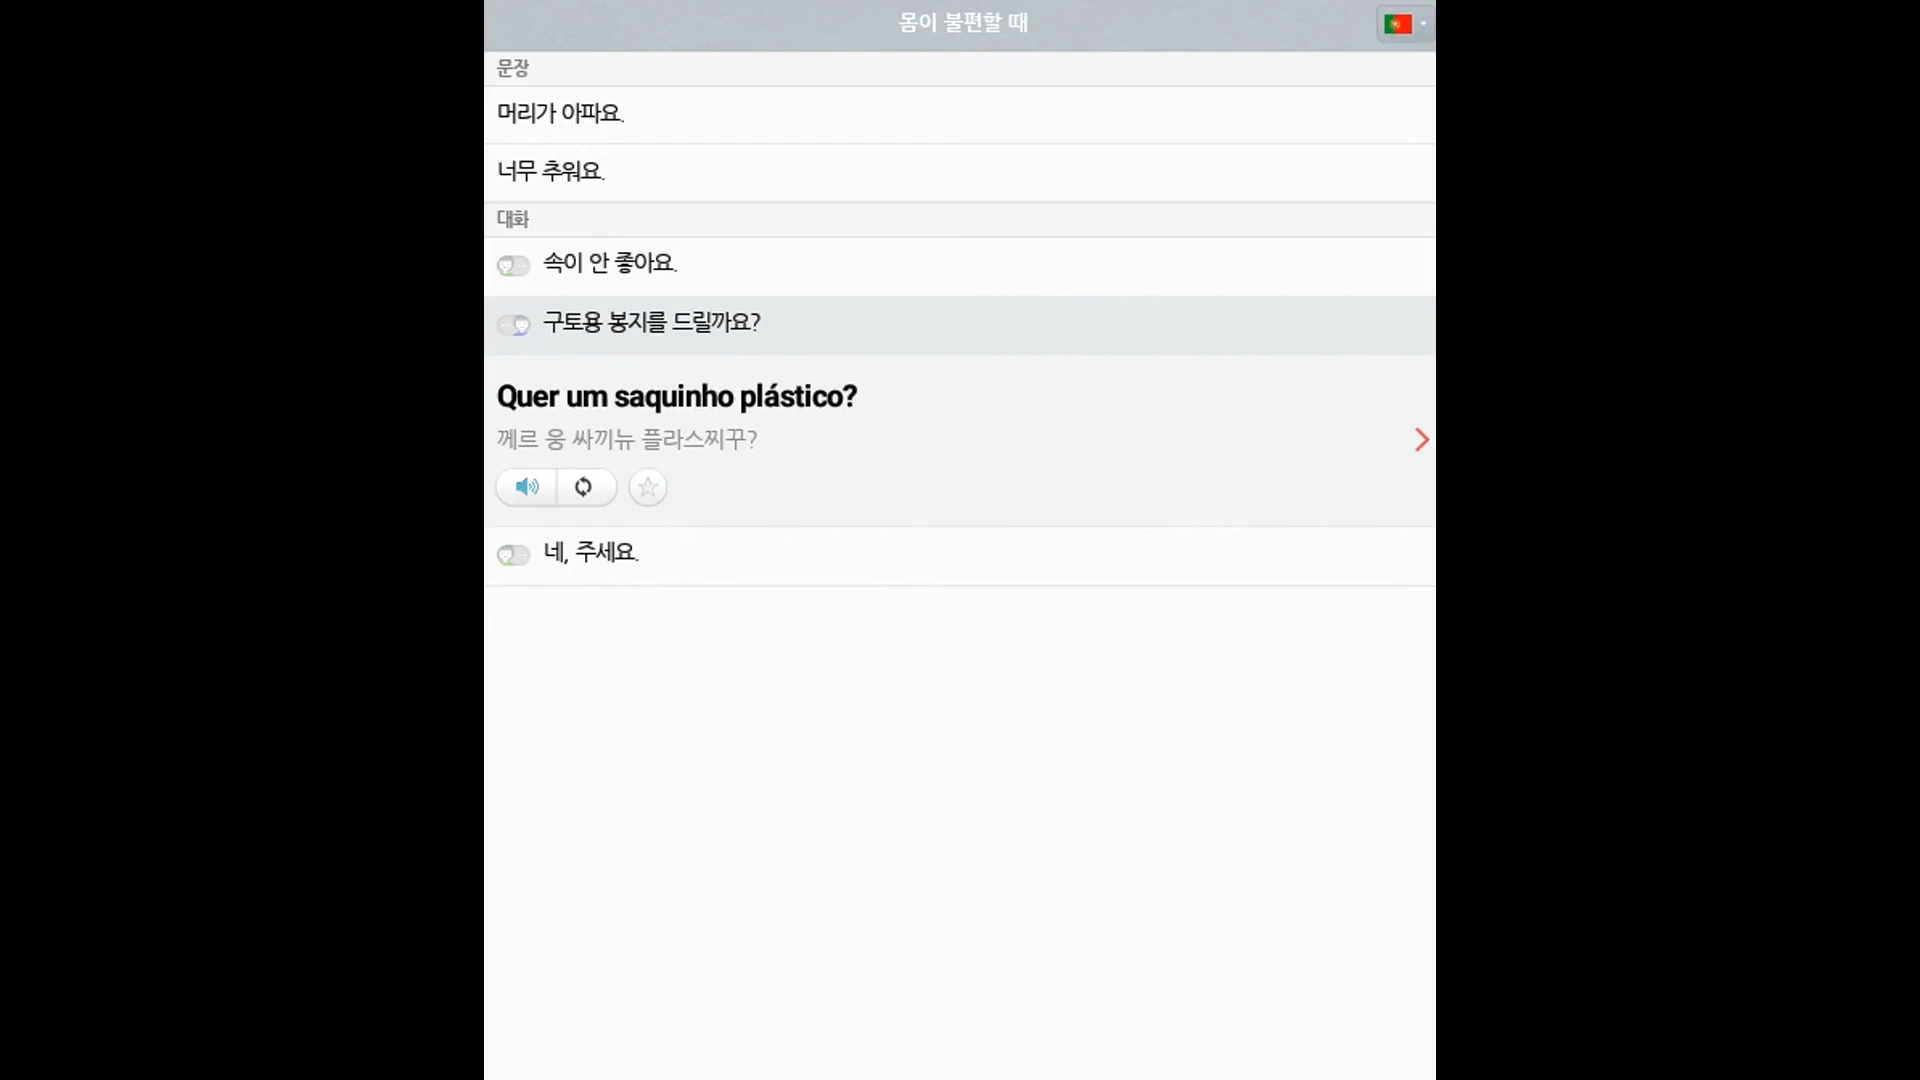 몸이 불편할 때
문장
머리가 아파요.
너무 추워요.
대화
속이 안 좋아요.
구토용 봉지를 드릴까요?
Quer um saquinho plástico?
께르 웅 싸끼뉴 플라스찌꾸?
네, 주세요.